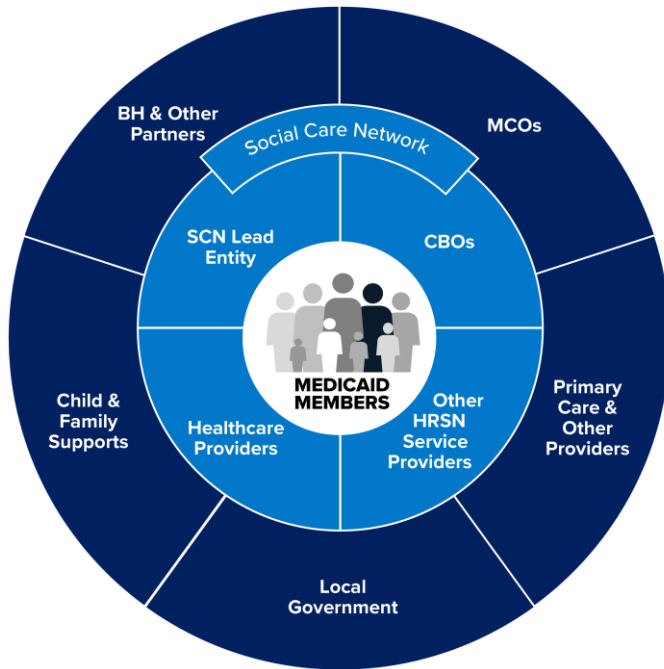 BH & Other
Partners
MCOs
Social Care Network
SCN Lead
Entity
CBOs
MEDICAID
MEMBERS
Child &
Family
Supports
Healthcare
Providers
Other
HRSN
Service
Providers
Primary
Care &
Other
Providers
Local
Government